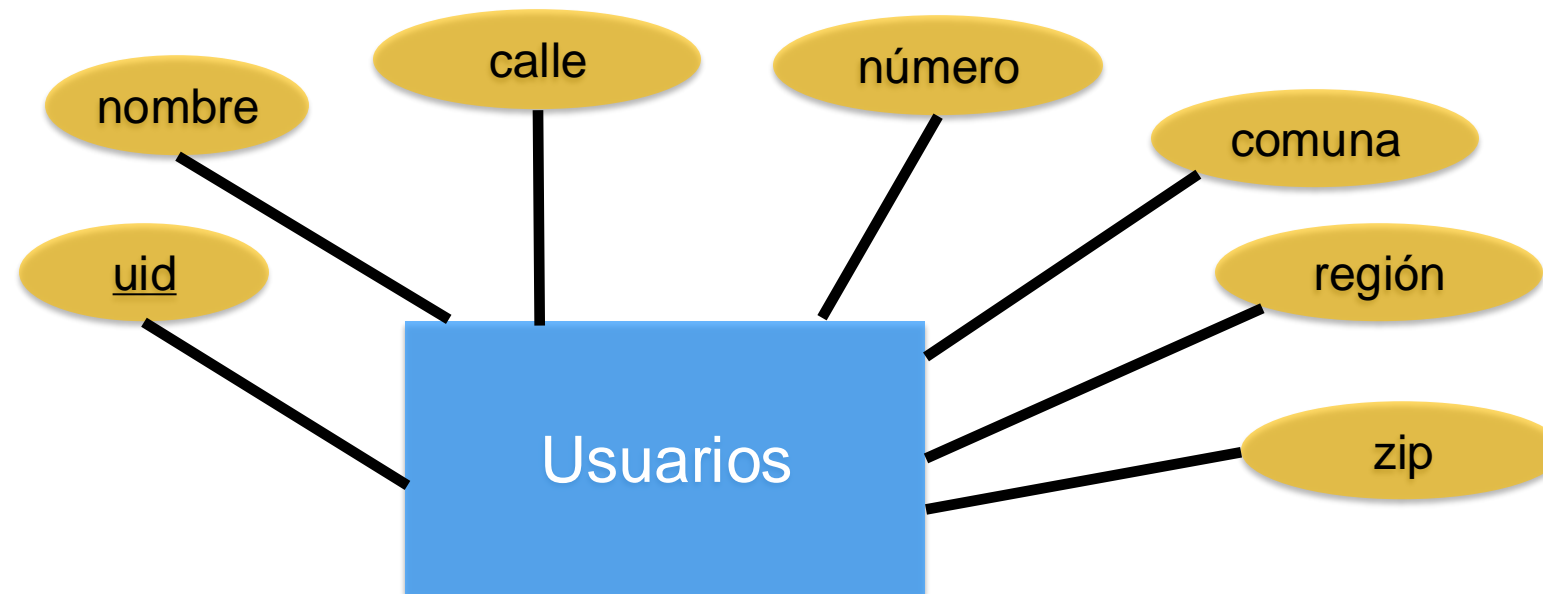 calle
número
nombre
comuna
uid
región
Usuarios
zip